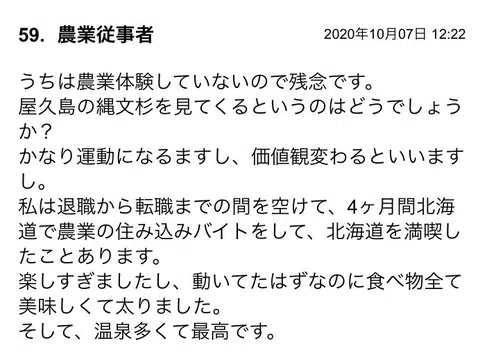 59. 農業従事者 2020年10月07日 12:22
うちは農業体験していないので残念です。
屋久島の縄文杉を見てくるというのはどうでしょう
か？
かなり運動になるますし、価値観変わるといいます
し。
私は退職から転職までの間を空けて、4ヶ月間北海
道で農業の住み込みバイトをして、北海道を満喫し
たことあります。
楽しすぎましたし、動いてたはずなのに食べ物全て
美味しくて太りました。
そして、温泉多くて最高です。